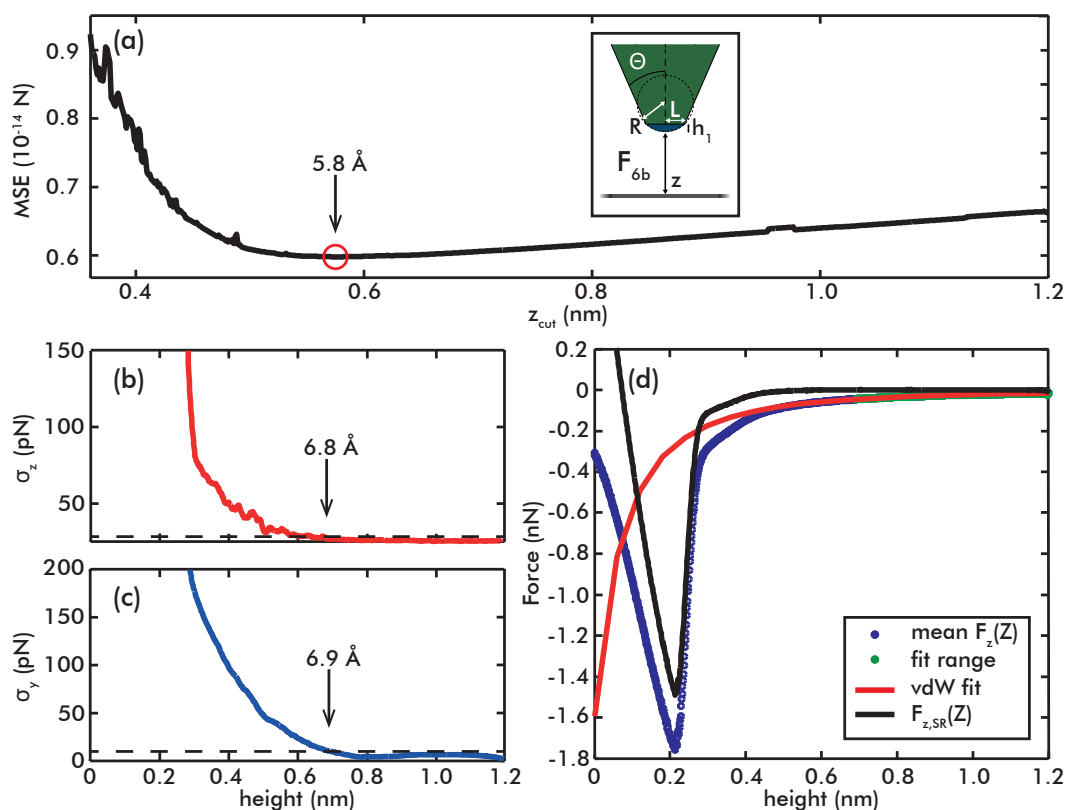 (a)
MSE (10⁻¹⁴ N)
0.9
0.8
0.7
0.6
5.8 Å
Θ
L
R
h₁
F₆b
z
0.4 0.6 0.8 1.0 1.2
z_cut (nm)
(b)
σ_z (pN)
150
100
50
6.8 Å
(c)
σ_y (pN)
200
150
100
50
0
6.9 Å
0 0.2 0.4 0.6 0.8 1.0 1.2
height (nm)
(d)
Force (nN)
0.2
0
-0.2
-0.4
-0.6
-0.8
-1.0
-1.2
-1.4
-1.6
-1.8
mean F_z(Z)
fit range
vdW fit
F_z,SR(Z)
0 0.2 0.4 0.6 0.8 1.0 1.2
height (nm)